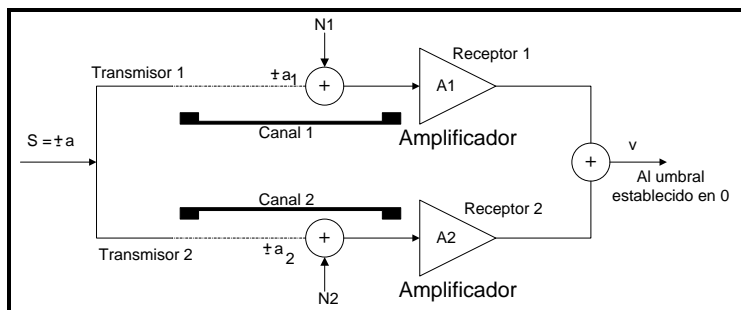 N1
Receptor 1
Transmisor 1
±a1
+
A1
Canal 1
Amplificador
S = ±a
+
v
Al umbral
establecido en 0
Canal 2
Receptor 2
Transmisor 2
±a2
+
A2
N2
Amplificador